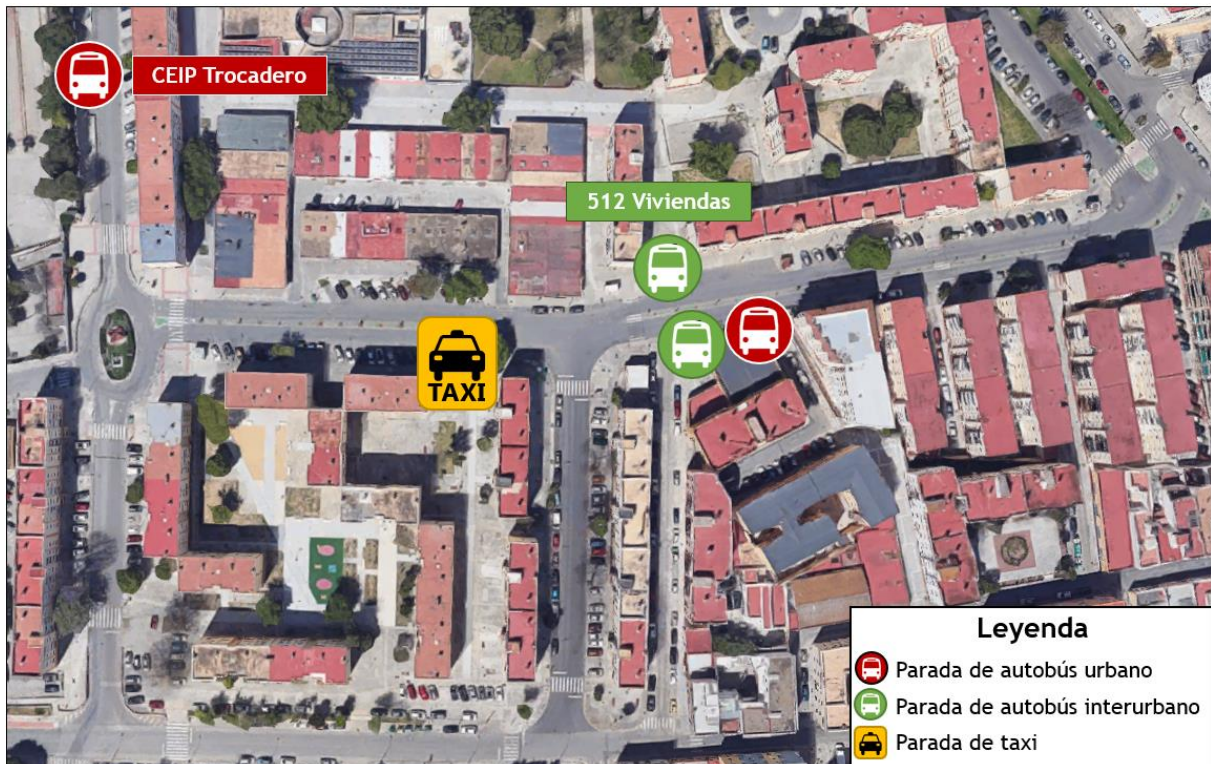 CEIP Trocadero
512 Viviendas
TAXI
Leyenda
Parada de autobús urbano
Parada de autobús interurbano
Parada de taxi